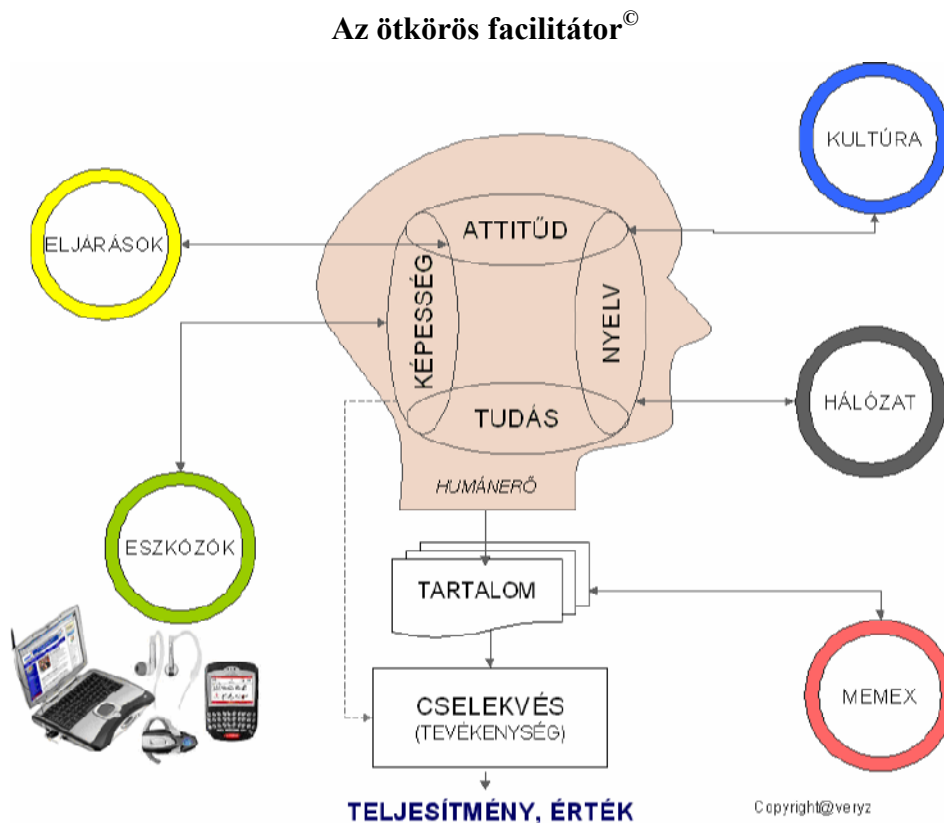 Az ötkörös facilitátor©
KULTÚRA
ELJÁRÁSOK
ATTITŰD
KÉPESSÉG
NYELV
TUDÁS
HÁLÓZAT
HUMÁNERŐ
ESZKÖZÖK
TARTALOM
MEMEX
CSELEKVÉS
(TEVÉKENYSÉG)
TELJESÍTMÉNY, ÉRTÉK
Copyright@veryz